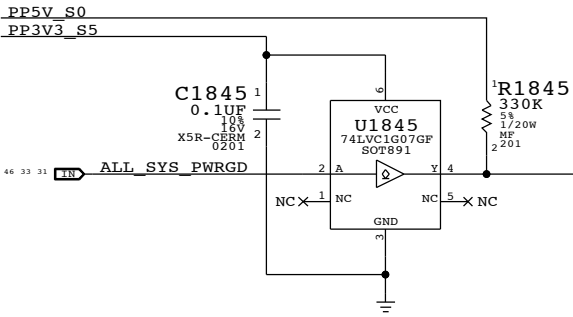 PP5V_S0
PP3V3_S5
C1845 1
0.1UF
10%
16V
X5R-CERM 2
0201
6
VCC
U1845
74LVC1G07GF
SOT891
1 R1845
330K
5%
1/20W
MF
2 201
46 33 31 IN ALL_SYS_PWRGD 2 A Y 4
NC 1 NC NC 5 NC
GND
3